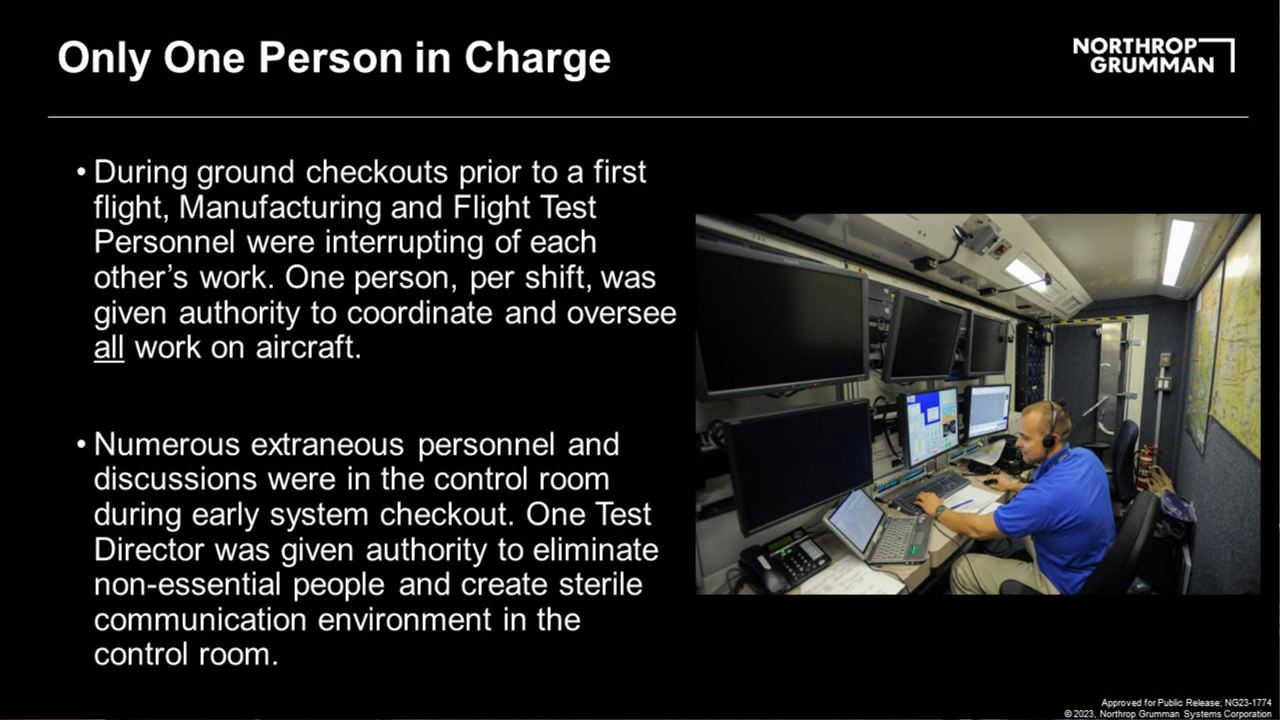 Only One Person in Charge
NORTHROP
GRUMMAN
• During ground checkouts prior to a first
flight, Manufacturing and Flight Test
Personnel were interrupting of each
other’s work. One person, per shift, was
given authority to coordinate and oversee
all work on aircraft.
• Numerous extraneous personnel and
discussions were in the control room
during early system checkout. One Test
Director was given authority to eliminate
non-essential people and create sterile
communication environment in the
control room.
Approved for Public Release; NG23-1774
© 2023, Northrop Grumman Systems Corporation